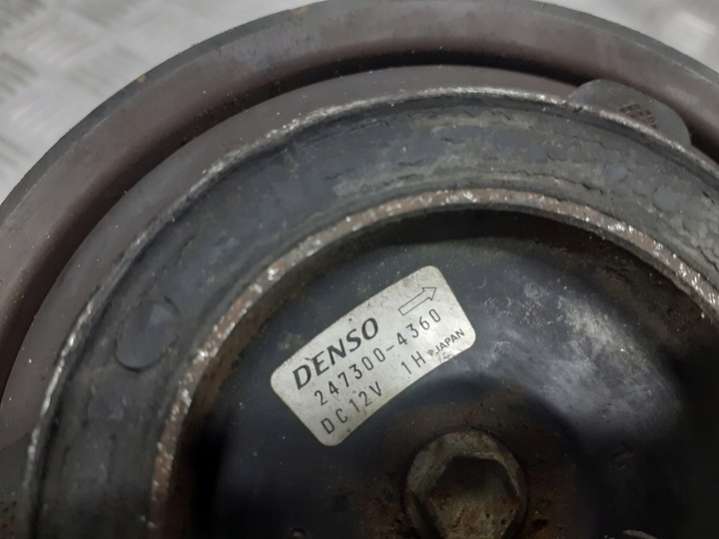 DENSO
247300-4360
DC12V 1H P.JAPAN